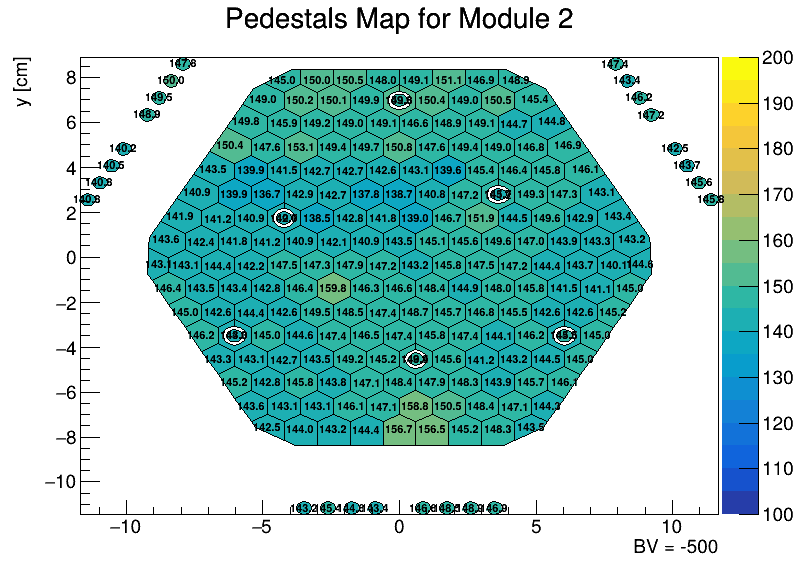 Pedestals Map for Module 2
y [cm]
147.8 147.4
150.0 143.4
149.5 146.2
148.9 147.2
140.2 142.5
140.5 143.7
140.8 145.6
140.8 145.8
145.0 150.0 150.5 148.0 149.1 151.1 146.9 148.9
149.0 150.2 150.1 149.9 150.4 149.0 150.5 145.4
149.8 145.9 149.2 149.0 146.6 148.9 149.1 144.7 144.8
150.4 147.6 153.1 149.4 149.7 150.8 147.6 149.4 146.8 146.9
143.5 139.9 141.5 142.7 142.7 143.1 139.6 145.4 146.4 145.8 143.5
140.9 139.9 136.7 142.9 142.7 137.8 138.7 140.8 147.2 149.3 147.3 143.1
141.9 141.2 140.9 138.5 142.8 141.8 139.0 146.7 151.9 144.5 149.6 142.9 143.4
143.6 142.4 141.8 141.2 140.9 142.1 140.9 143.5 145.1 145.6 149.6 147.0 140.9 143.9 143.3 143.2
143.1 143.1 144.4 142.2 147.5 147.3 147.9 147.2 143.2 145.8 147.5 147.2 144.4 143.7 140.1 144.6
146.4 143.5 143.4 142.8 146.4 159.8 146.3 146.6 148.4 144.9 148.0 145.8 141.5 141.1 145.0
145.0 142.6 144.3 142.2 149.5 148.6 147.4 146.4 147.1 148.9 146.5 144.1 142.9 145.7
146.2 144.6 146.5 147.5 146.4 147.4 145.8 147.4 145.9 143.2 145.0
143.3 143.1 142.7 143.5 149.2 145.2 145.6 141.2 143.2 144.5 145.0
145.2 142.8 145.8 143.8 147.1 148.4 147.9 148.3 143.9 145.7 146.1
143.6 143.1 143.1 146.1 147.1 158.8 150.5 148.4 147.1 144.3
142.5 144.0 143.2 144.4 156.7 156.5 145.2 148.3 143.5
8
6
4
2
0
−2
−4
−6
−8
−10
−10 −5 0 5 10
200
190
180
170
160
150
140
130
120
110
100
BV = -500